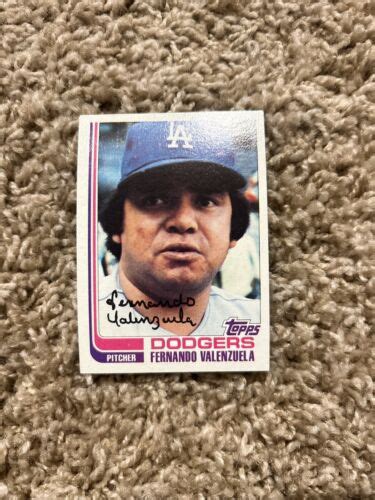 LA
Fernando
Valenzuela
Topps
DODGERS
PITCHER FERNANDO VALENZUELA